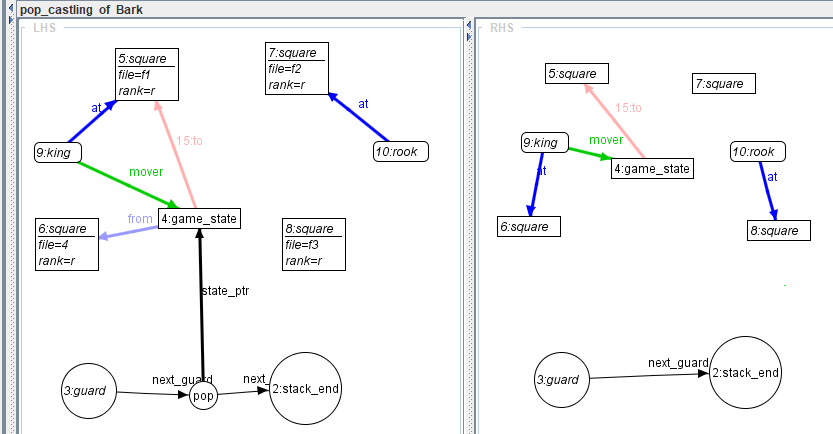 pop_castling of Bark
LHS
5:square
file=f1
rank=r
7:square
file=f2
rank=r
at
at
15:to
9:king
10:rook
mover
from
4:game_state
6:square
file=4
rank=r
8:square
file=f3
rank=r
state_ptr
next_guard
next_
3:guard
pop
2:stack_end
RHS
5:square
7:square
15:to
9:king
mover
10:rook
at
4:game_state
at
6:square
8:square
next_guard
3:guard
2:stack_end